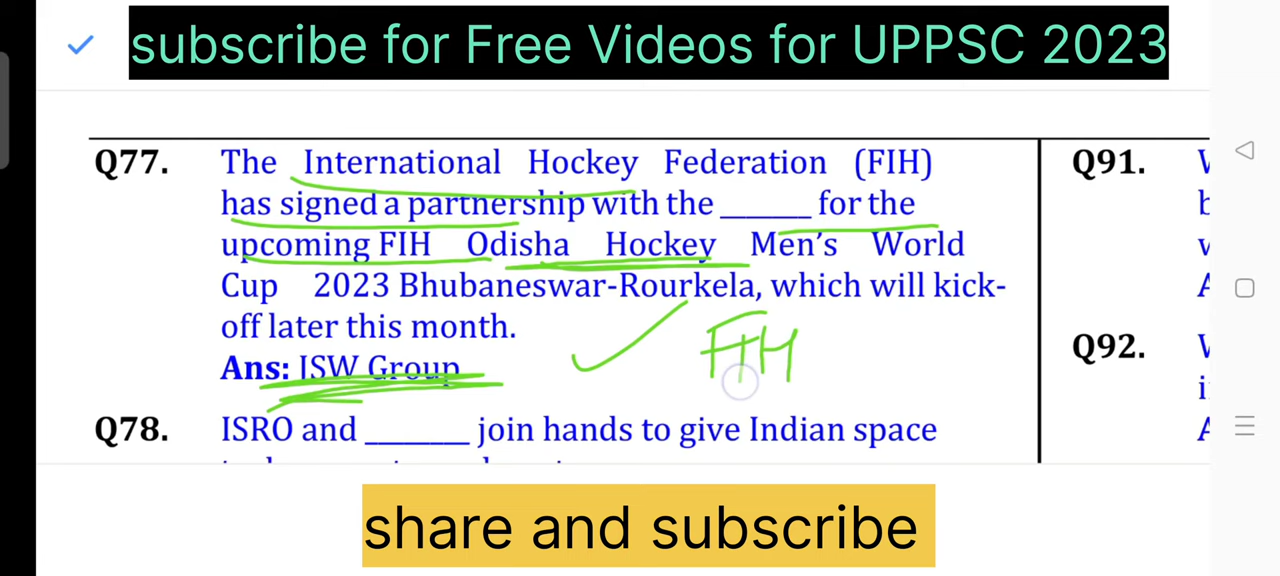 subscribe for Free Videos for UPPSC 2023
Q77. The International Hockey Federation (FIH)
has signed a partnership with the ______ for the
upcoming FIH Odisha Hockey Men's World
Cup 2023 Bhubaneswar-Rourkela, which will kick-
off later this month.
Ans: JSW Group
FIH
Q78. ISRO and _______ join hands to give Indian space
Q91.
Q92.
share and subscribe